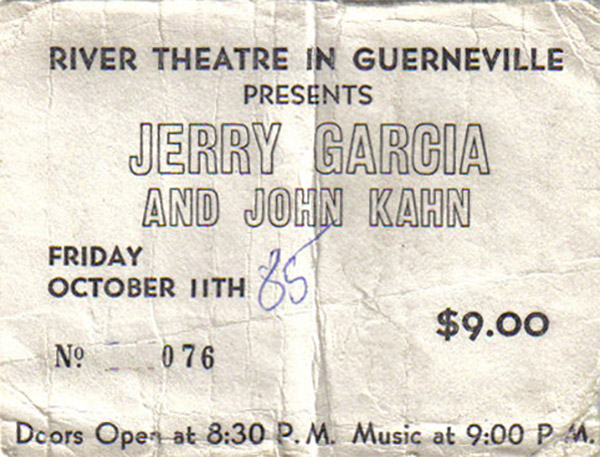 RIVER THEATRE IN GUERNEVILLE
PRESENTS
JERRY GARCIA
AND JOHN KAHN
FRIDAY
OCTOBER 11TH 85
$9.00
Nº 076
Doors Open at 8:30 P.M. Music at 9:00 P.M.